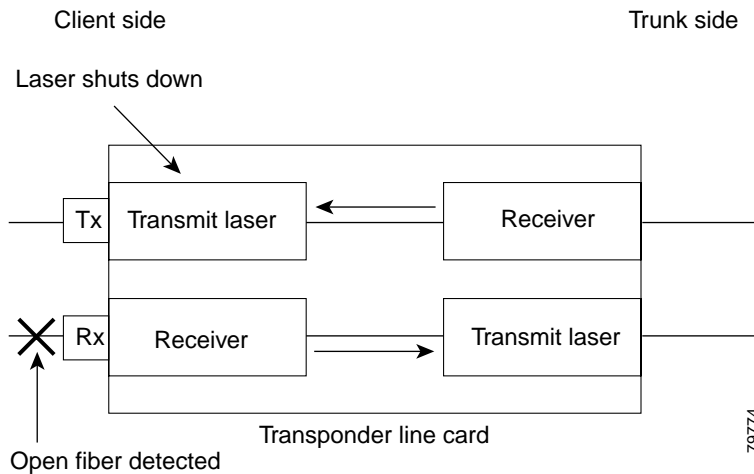 Client side
Trunk side
Laser shuts down
Tx
Transmit laser
Receiver
Rx
Receiver
Transmit laser
Transponder line card
Open fiber detected
79774